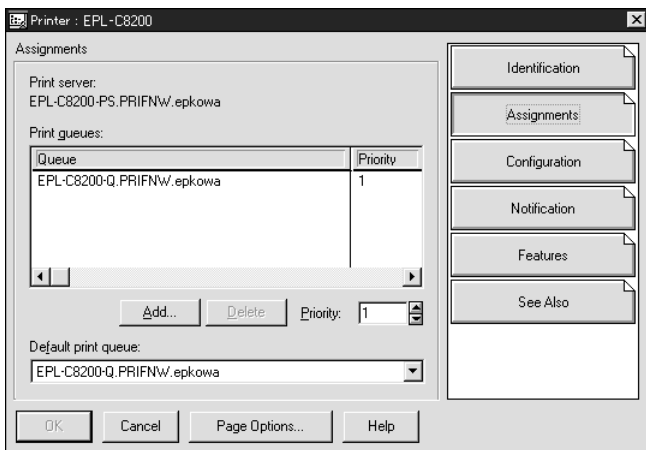 Printer : EPL-C8200
Assignments
Print server:
EPL-C8200-PS.PRIFNW.epkowa
Print queues:
Queue Priority
EPL-C8200-Q.PRIFNW.epkowa 1
Add... Delete Priority: 1
Default print queue:
EPL-C8200-Q.PRIFNW.epkowa
OK Cancel Page Options... Help
Identification
Assignments
Configuration
Notification
Features
See Also